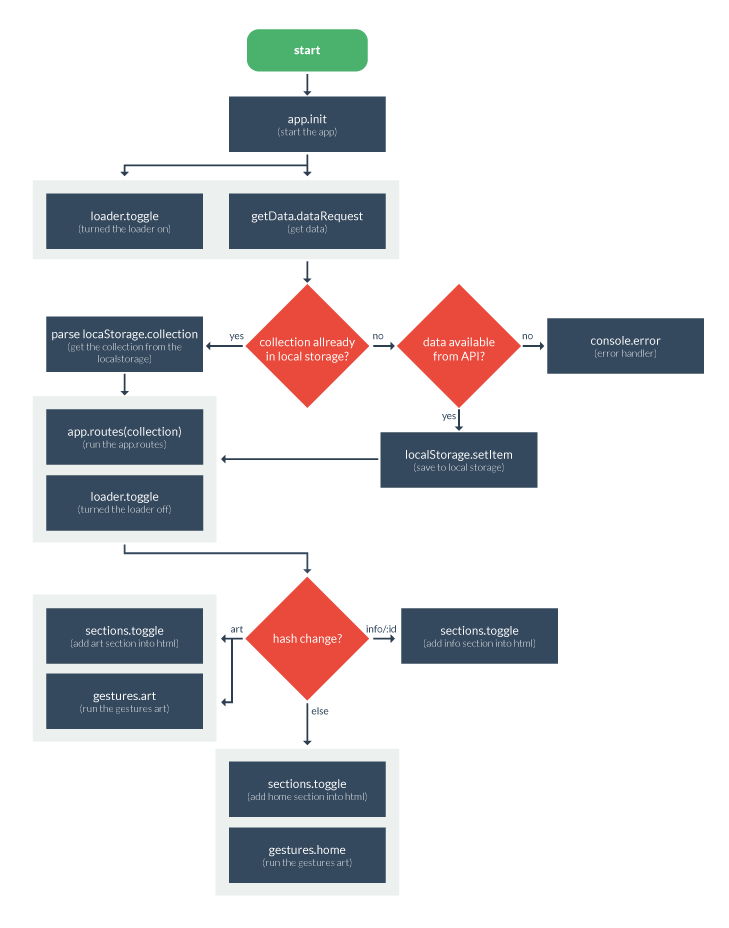 start
app.init
(start the app)
loader.toggle
(turned the loader on)
getData.dataRequest
(get data)
parse locaStorage.collection
(get the collection from the
localstorage)
yes
collection allready
in local storage?
no
data available
from API?
no
console.error
(error handler)
yes
app.routes(collection)
(run the app.routes)
localStorage.setItem
(save to local storage)
loader.toggle
(turned the loader off)
sections.toggle
(add art section into html)
art
hash change?
info/:id
sections.toggle
(add info section into html)
gestures.art
(run the gestures art)
else
sections.toggle
(add home section into html)
gestures.home
(run the gestures art)